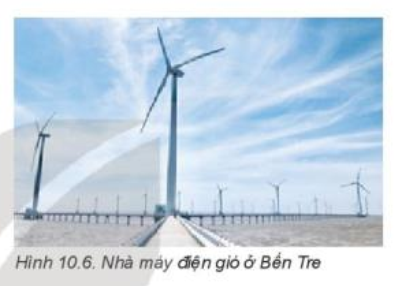 Hình 10.6. Nhà máy điện gió ở Bến Tre